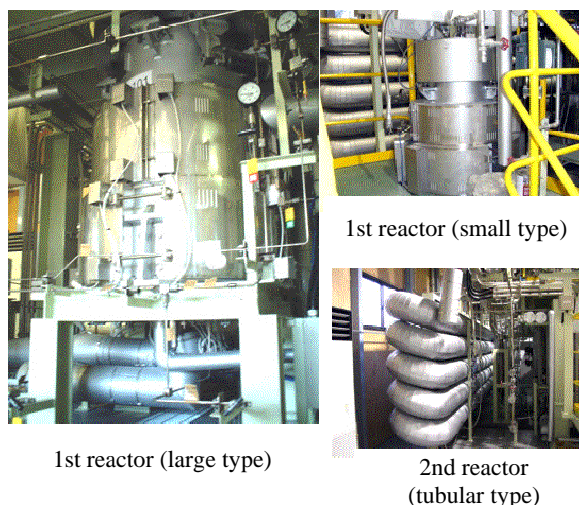 1st reactor (large type)
1st reactor (small type)
2nd reactor
(tubular type)